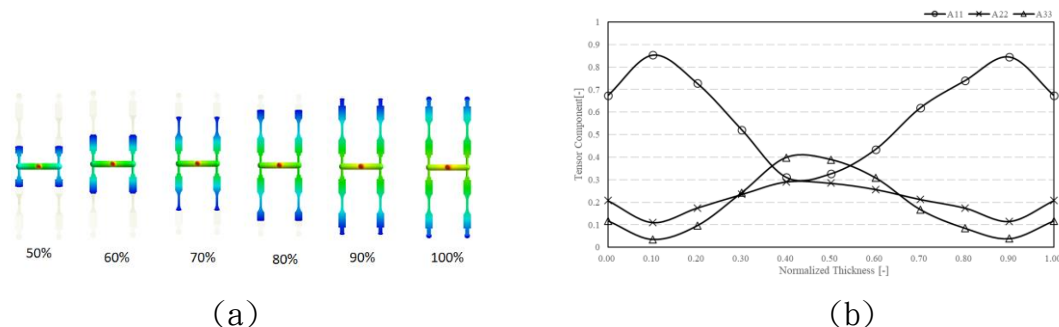 A11 A22 A33
1
0.9
0.8
0.7
0.6
0.5
0.4
0.3
0.2
0.1
0
Tensor Component[-]
0.00 0.10 0.20 0.30 0.40 0.50 0.60 0.70 0.80 0.90 1.00
Normalized Thickness [-]
50% 60% 70% 80% 90% 100%
(a) (b)